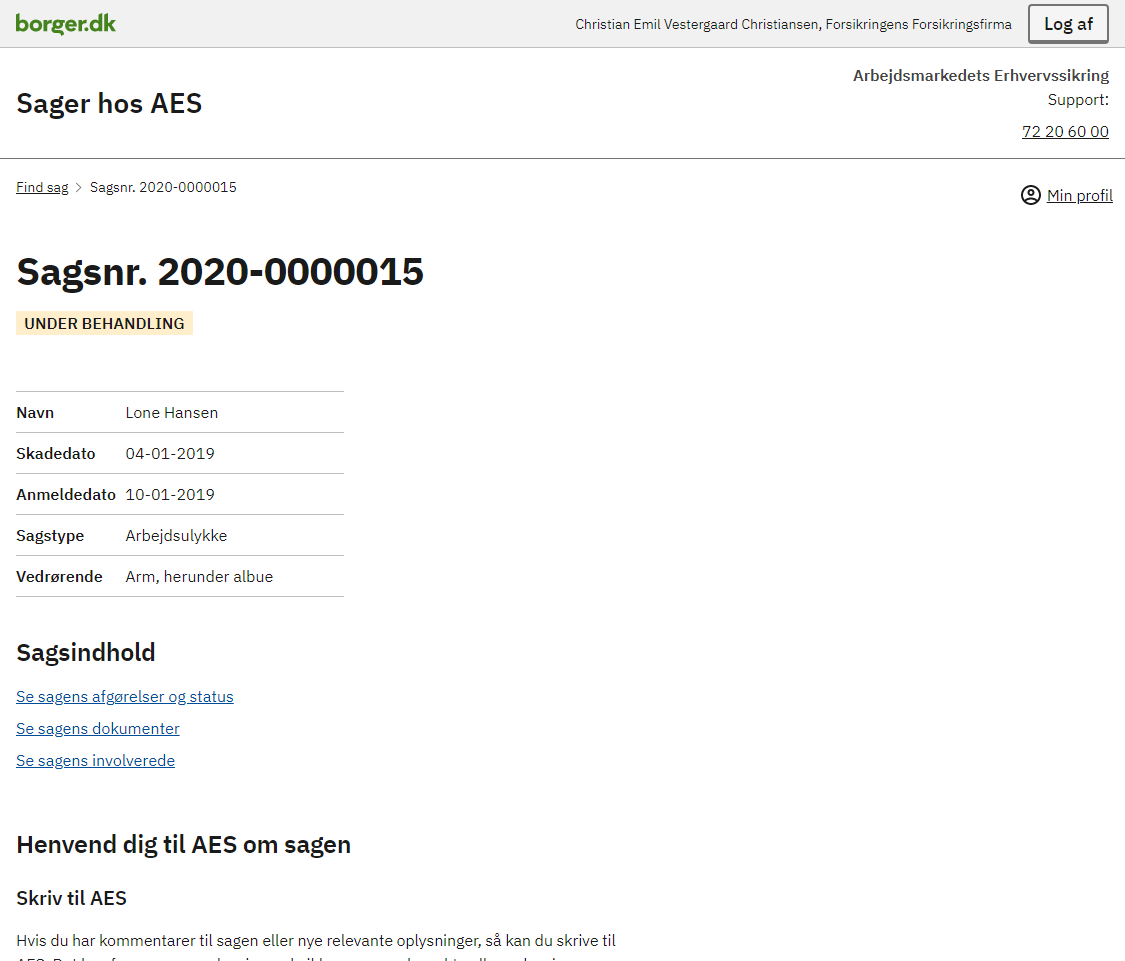 borger.dk
Christian Emil Vestergaard Christiansen, Forsikringens Forsikringsfirma
Log af
Sager hos AES
Arbejdsmarkedets Erhvervssikring
Support:
72 20 60 00
Find sag > Sagsnr. 2020-0000015
Min profil
Sagsnr. 2020-0000015
UNDER BEHANDLING
Navn Lone Hansen
Skadedato 04-01-2019
Anmeldedato 10-01-2019
Sagstype Arbejdsulykke
Vedrørende Arm, herunder albue
Sagsindhold
Se sagens afgørelser og status
Se sagens dokumenter
Se sagens involverede
Henvend dig til AES om sagen
Skriv til AES
Hvis du har kommentarer til sagen eller nye relevante oplysninger, så kan du skrive til